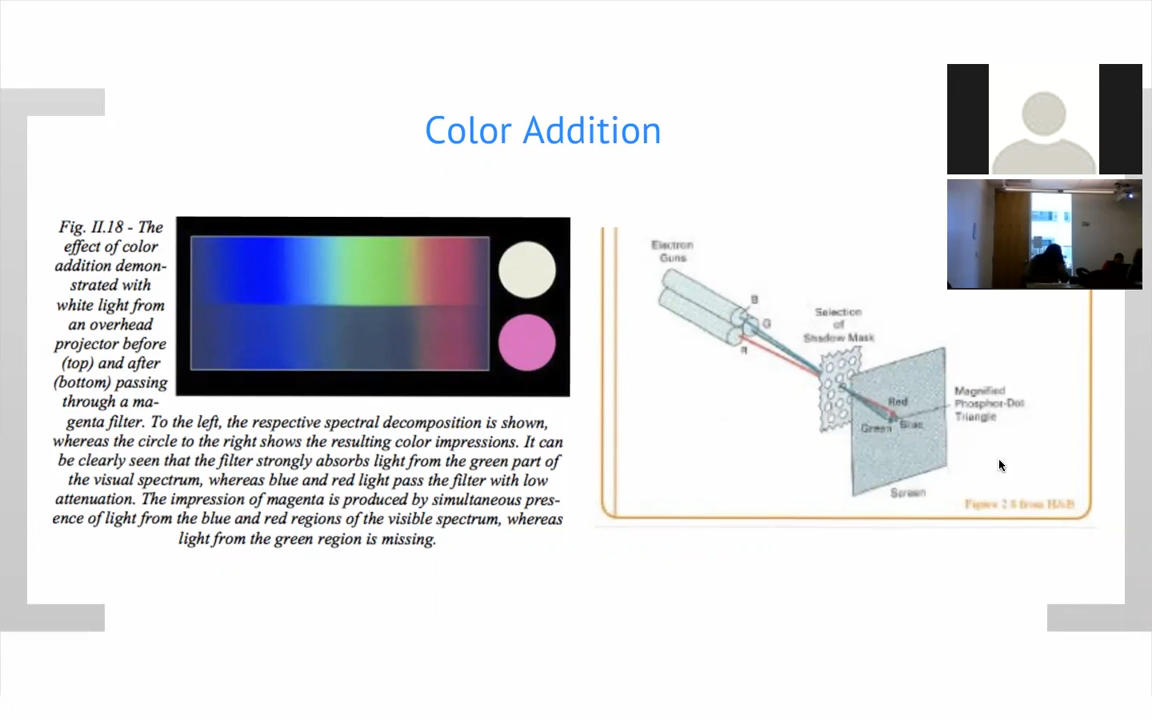 Color Addition
Fig. II.18 - The
effect of color
addition demon-
strated with
white light from
an overhead
projector before
(top) and after
(bottom) passing
through a ma-
genta filter. To the left, the respective spectral decomposition is shown,
whereas the circle to the right shows the resulting color impressions. It can
be clearly seen that the filter strongly absorbs light from the green part of
the visual spectrum, whereas blue and red light pass the filter with low
attenuation. The impression of magenta is produced by simultaneous pres-
ence of light from the blue and red regions of the visible spectrum, whereas
light from the green region is missing.
Electron
Guns
B
G
R
Selection
of
Shadow Mask
Red
Green
Blue
Magnified
Phosphor-Dot
Triangle
Screen
Figure 2.8 from H&B